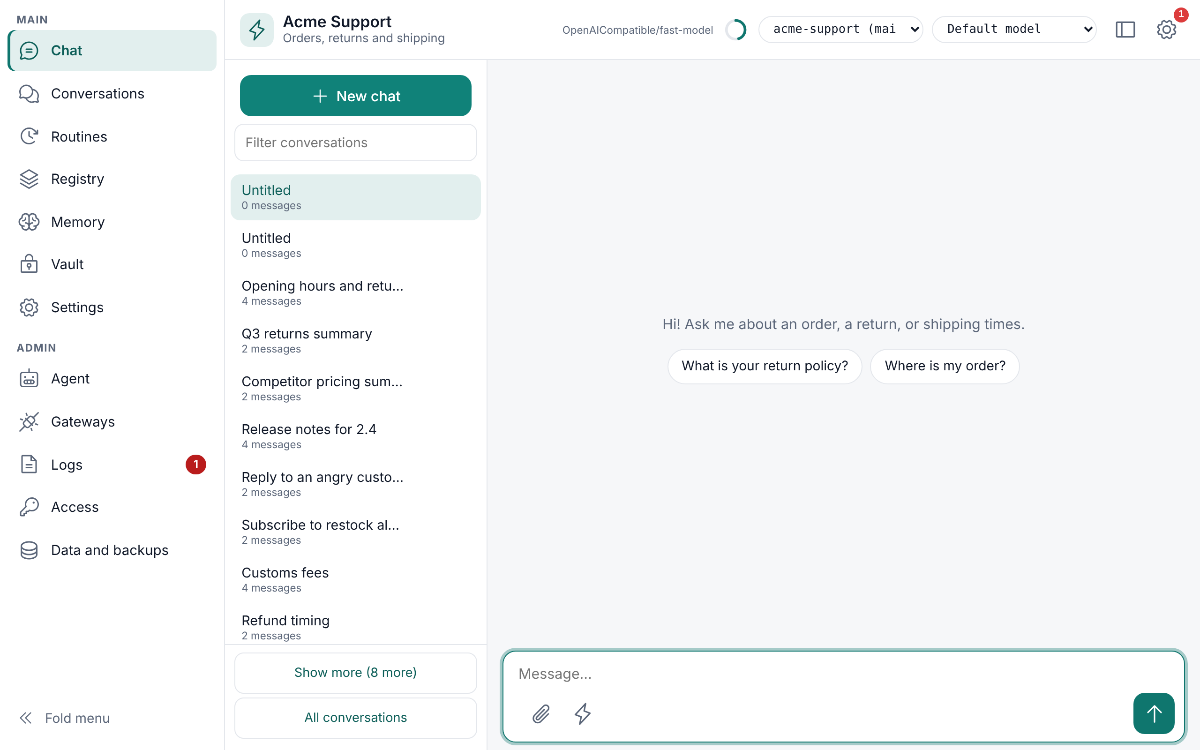 MAIN
Chat
Conversations
Routines
Registry
Memory
Vault
Settings
ADMIN
Agent
Gateways
Logs
1
Access
Data and backups
Fold menu
Acme Support
Orders, returns and shipping
OpenAICompatible/fast-model
acme-support (mai
Default model
1
New chat
Filter conversations
Untitled
0 messages
Untitled
0 messages
Opening hours and retu...
4 messages
Q3 returns summary
2 messages
Competitor pricing sum...
2 messages
Release notes for 2.4
4 messages
Reply to an angry custo...
2 messages
Subscribe to restock al...
2 messages
Customs fees
4 messages
Refund timing
2 messages
Show more (8 more)
All conversations
Hi! Ask me about an order, a return, or shipping times.
What is your return policy?
Where is my order?
Message...